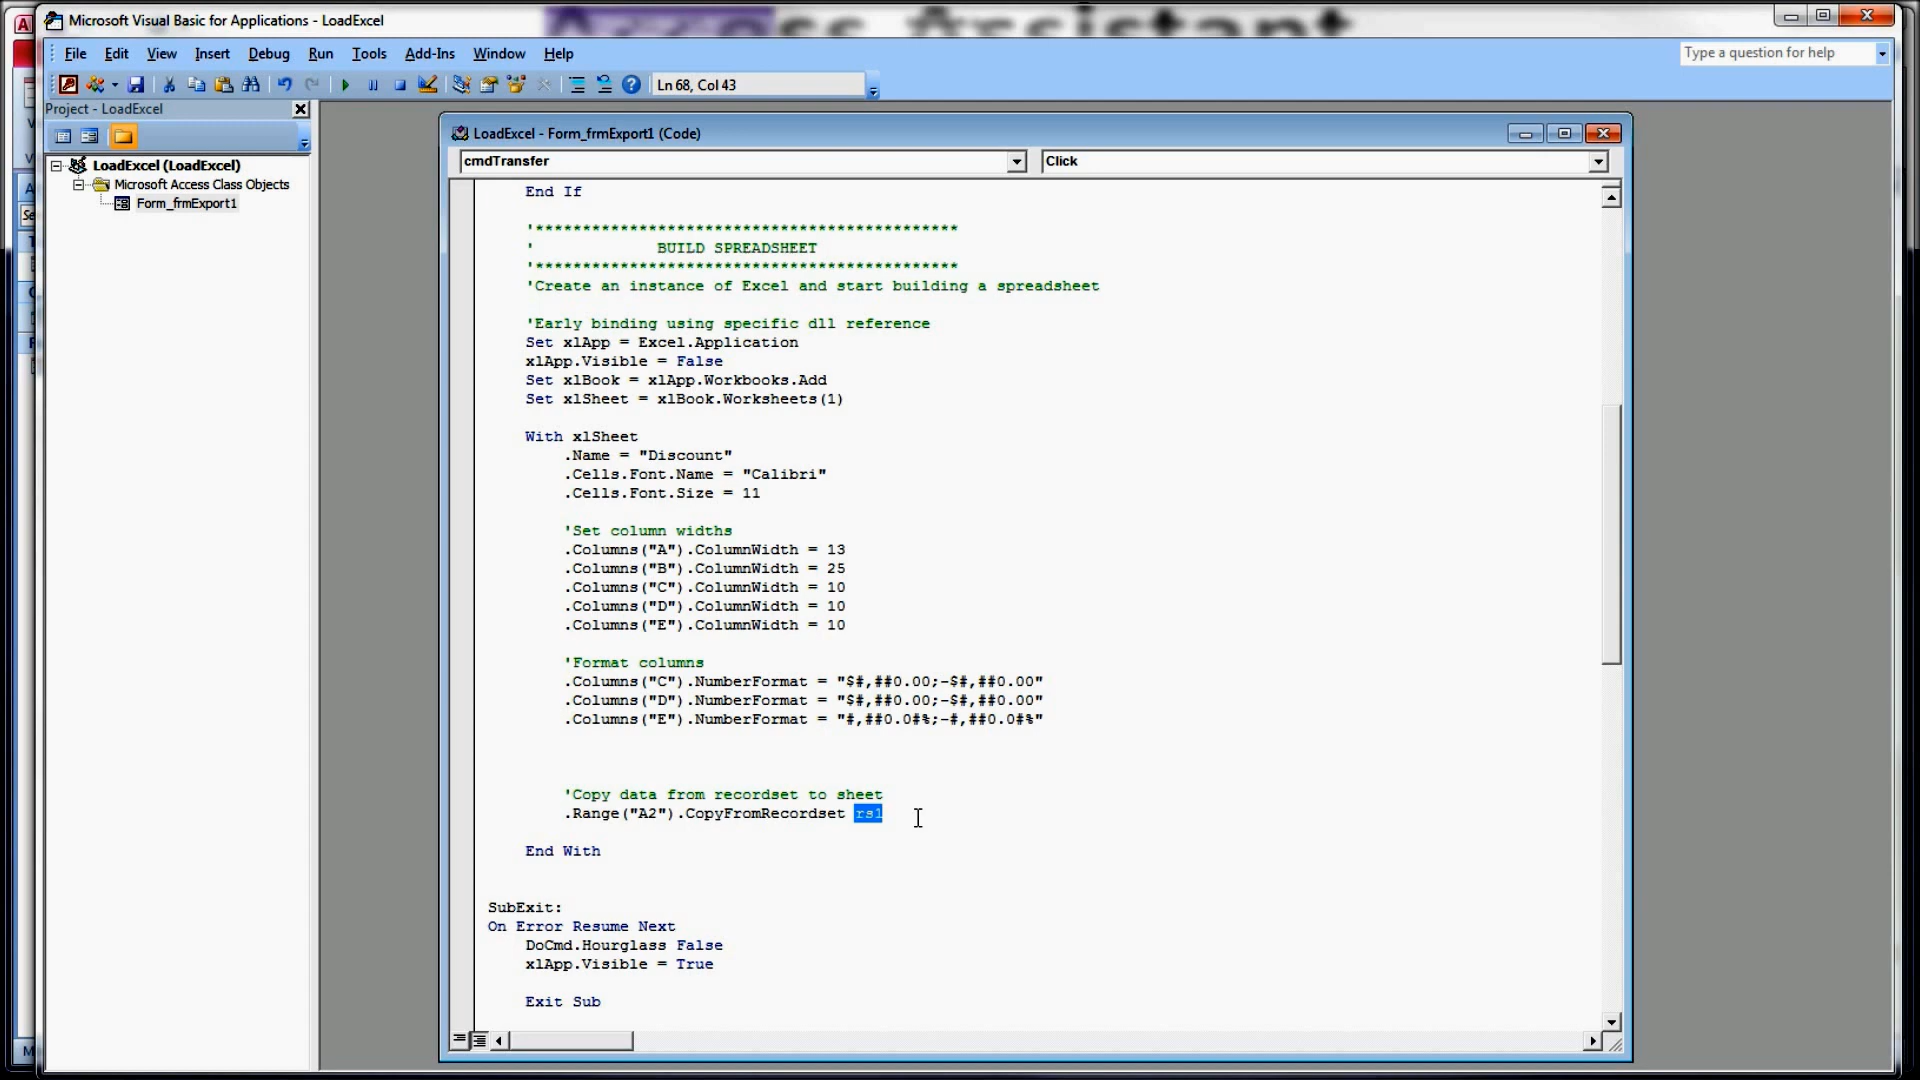 Access Assistant
Microsoft Visual Basic for Applications - LoadExcel
File Edit View Insert Debug Run Tools Add-Ins Window Help
Type a question for help
Ln 68, Col 43
Project - LoadExcel
LoadExcel (LoadExcel)
Microsoft Access Class Objects
Form_frmExport1
LoadExcel - Form_frmExport1 (Code)
cmdTransfer
Click
End If
'*********************************************
' BUILD SPREADSHEET
'*********************************************
'Create an instance of Excel and start building a spreadsheet
'Early binding using specific dll reference
Set xlApp = Excel.Application
xlApp.Visible = False
Set xlBook = xlApp.Workbooks.Add
Set xlSheet = xlBook.Worksheets(1)
With xlSheet
.Name = "Discount"
.Cells.Font.Name = "Calibri"
.Cells.Font.Size = 11
'Set column widths
.Columns("A").ColumnWidth = 13
.Columns("B").ColumnWidth = 25
.Columns("C").ColumnWidth = 10
.Columns("D").ColumnWidth = 10
.Columns("E").ColumnWidth = 10
'Format columns
.Columns("C").NumberFormat = "$#,##0.00;-$#,##0.00"
.Columns("D").NumberFormat = "$#,##0.00;-$#,##0.00"
.Columns("E").NumberFormat = "#,##0.0#%;-#,##0.0#%"
'Copy data from recordset to sheet
.Range("A2").CopyFromRecordset rs1
End With
SubExit:
On Error Resume Next
DoCmd.Hourglass False
xlApp.Visible = True
Exit Sub